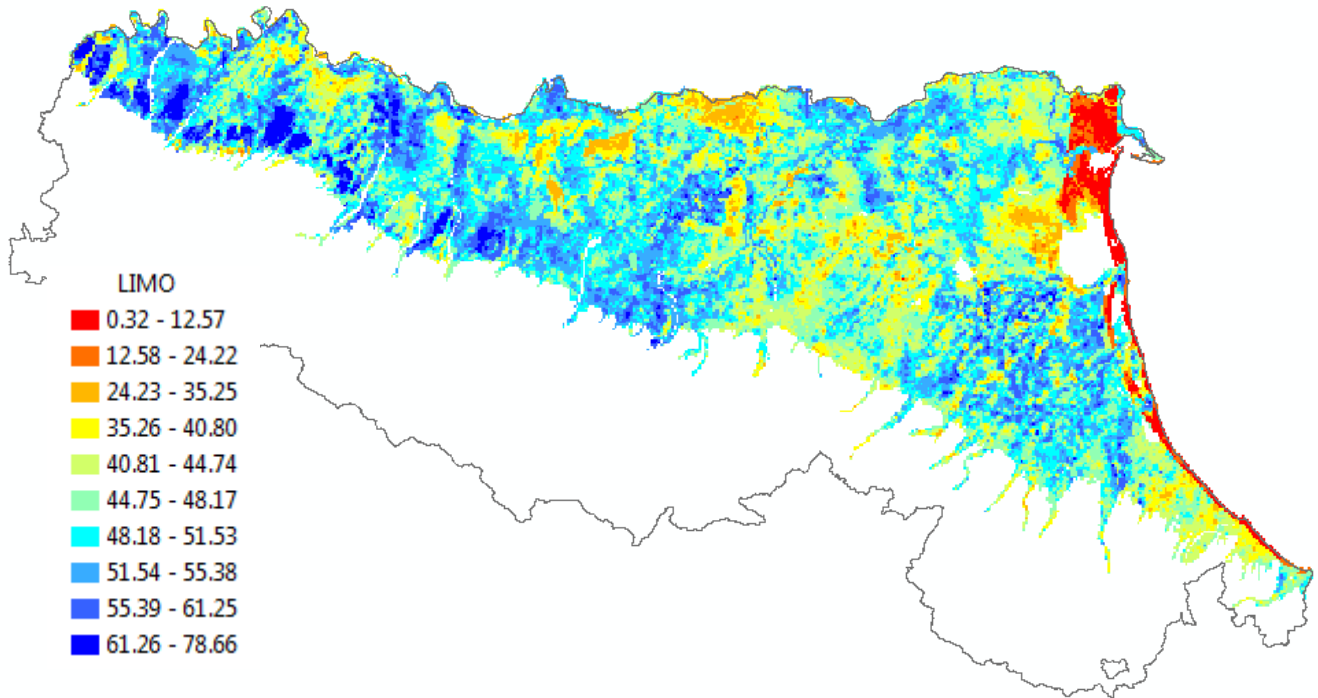 LIMO
0.32 - 12.57
12.58 - 24.22
24.23 - 35.25
35.26 - 40.80
40.81 - 44.74
44.75 - 48.17
48.18 - 51.53
51.54 - 55.38
55.39 - 61.25
61.26 - 78.66